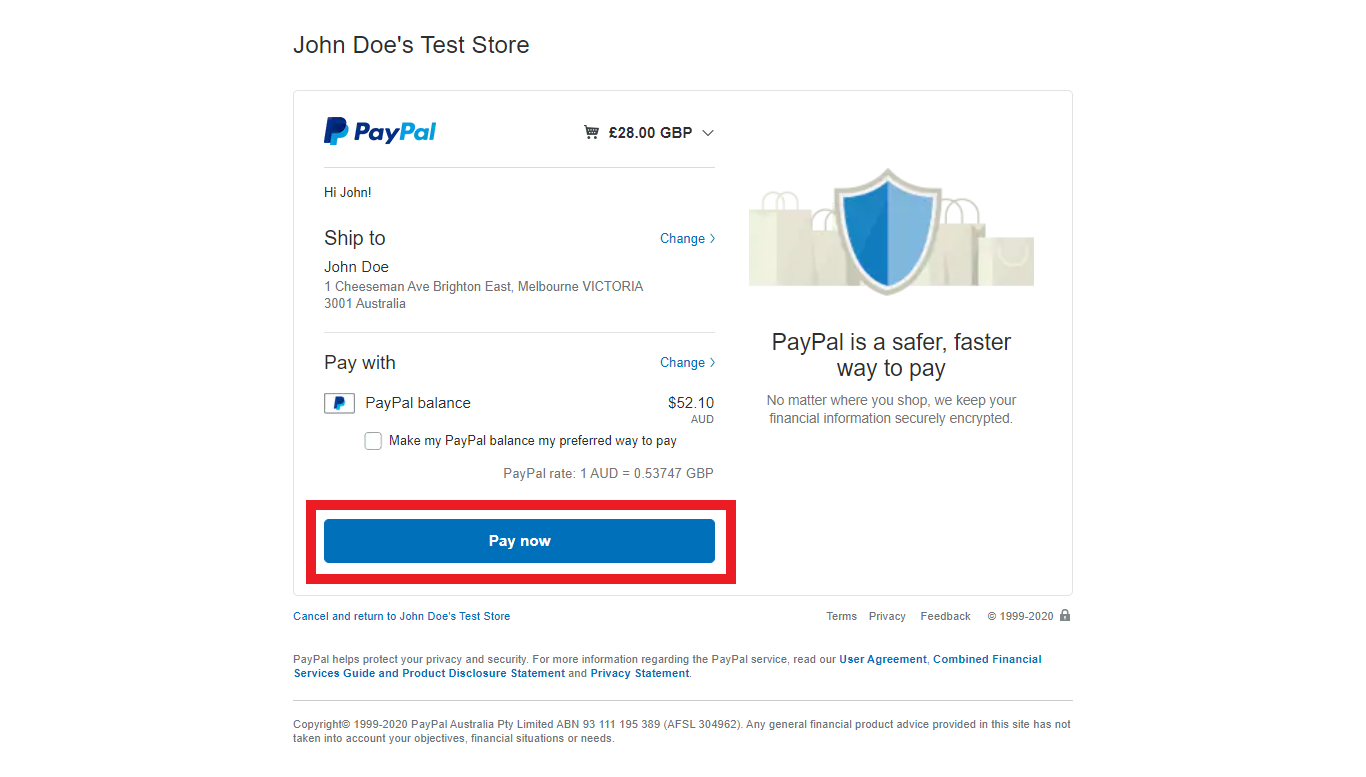 John Doe's Test Store
PayPal
£28.00 GBP
Hi John!
Ship to
Change
John Doe
1 Cheeseman Ave Brighton East, Melbourne VICTORIA
3001 Australia
Pay with
Change
PayPal balance
$52.10
AUD
Make my PayPal balance my preferred way to pay
PayPal rate: 1 AUD = 0.53747 GBP
Pay now
PayPal is a safer, faster
way to pay
No matter where you shop, we keep your
financial information securely encrypted.
Cancel and return to John Doe's Test Store
Terms Privacy Feedback © 1999-2020
PayPal helps protect your privacy and security. For more information regarding the PayPal service, read our User Agreement, Combined Financial
Services Guide and Product Disclosure Statement and Privacy Statement.
Copyright© 1999-2020 PayPal Australia Pty Limited ABN 93 111 195 389 (AFSL 304962). Any general financial product advice provided in this site has not
taken into account your objectives, financial situations or needs.